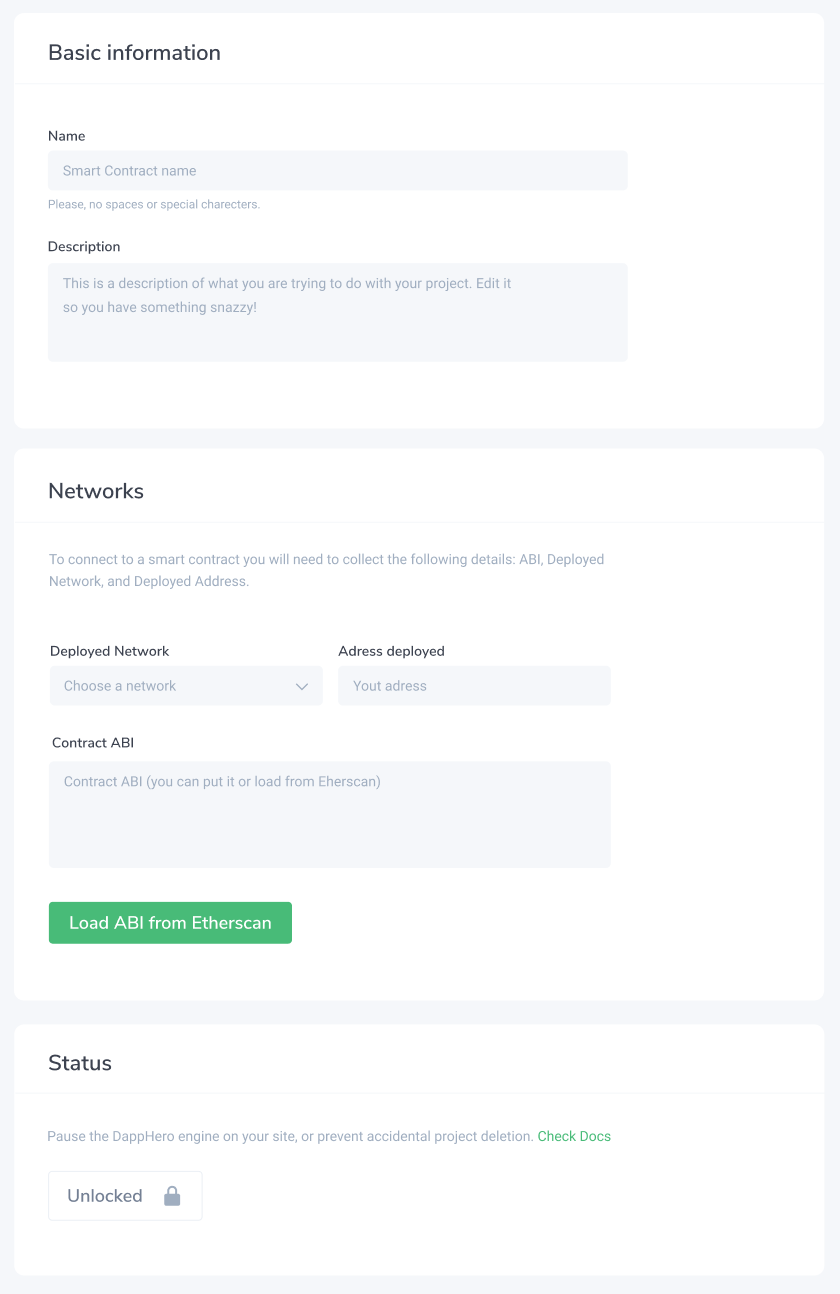 Basic information
Name
Smart Contract name
Please, no spaces or special charecters.
Description
This is a description of what you are trying to do with your project. Edit it
so you have something snazzy!
Networks
To connect to a smart contract you will need to collect the following details: ABI, Deployed
Network, and Deployed Address.
Deployed Network
Adress deployed
Choose a network
Yout adress
Contract ABI
Contract ABI (you can put it or load from Eherscan)
Load ABI from Etherscan
Status
Pause the DappHero engine on your site, or prevent accidental project deletion. Check Docs
Unlocked